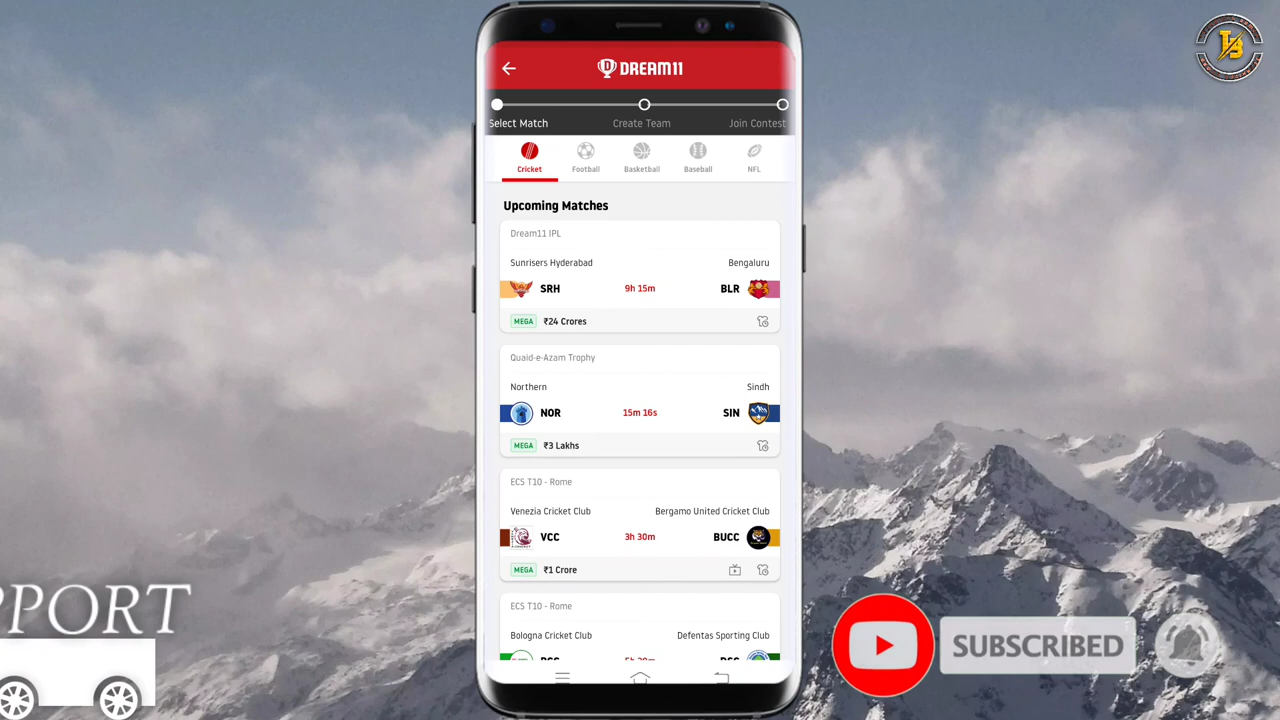 DREAM11
Select Match
Create Team
Join Contest
Cricket
Football
Basketball
Baseball
NFL
Upcoming Matches
Dream11 IPL
Sunrisers Hyderabad
Bengaluru
SRH
9h 15m
BLR
MEGA ₹24 Crores
Quaid-e-Azam Trophy
Northern
Sindh
NOR
15m 16s
SIN
MEGA ₹3 Lakhs
ECS T10 - Rome
Venezia Cricket Club
Bergamo United Cricket Club
VCC
3h 30m
BUCC
MEGA ₹1 Crore
ECS T10 - Rome
Bologna Cricket Club
Defentas Sporting Club
PPORT
SUBSCRIBED
TB